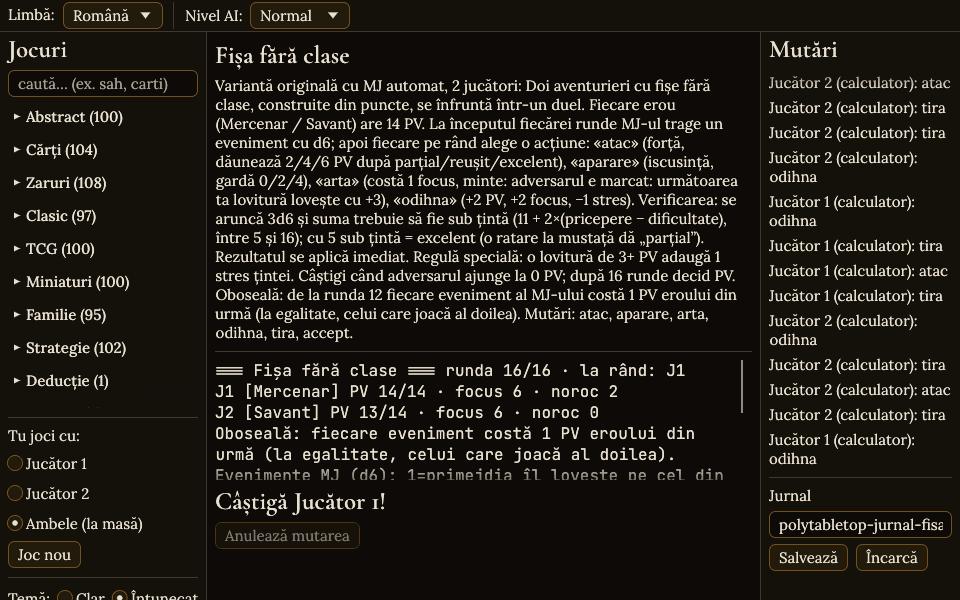 Limbă: Română Nivel AI: Normal
Jocuri
caută... (ex. sah, carti)
Abstract (100)
Cărți (104)
Zaruri (108)
Clasic (97)
TCG (100)
Miniaturi (100)
Familie (95)
Strategie (102)
Deducție (1)
Tu joci cu:
Jucător 1
Jucător 2
Ambele (la masă)
Joc nou
Temă: Clar Întunecat
Fișa fără clase
Variantă originală cu MJ automat, 2 jucători: Doi aventurieri cu fișe fără
clase, construite din puncte, se înfruntă într-un duel. Fiecare erou
(Mercenar / Savant) are 14 PV. La începutul fiecărei runde MJ-ul trage un
eveniment cu d6; apoi fiecare pe rând alege o acțiune: «atac» (forță,
dăunează 2/4/6 PV după parțial/reușit/excelent), «aparare» (iscusință,
gardă 0/2/4), «arta» (costă 1 focus, minte: adversarul e marcat: următoarea
ta lovitură lovește cu +3), «odihna» (+2 PV, +2 focus, −1 stres). Verificarea: se
aruncă 3d6 și suma trebuie să fie sub țintă (11 + 2×(pricepere − dificultate),
între 5 și 16); cu 5 sub țintă = excelent (o ratare la mustață dă „parțial”).
Rezultatul se aplică imediat. Regulă specială: o lovitură de 3+ PV adaugă 1
stres țintei. Câștigi când adversarul ajunge la 0 PV; după 16 runde decid PV.
Oboseală: de la runda 12 fiecare eveniment al MJ-ului costă 1 PV eroului din
urmă (la egalitate, celui care joacă al doilea). Mutări: atac, aparare, arta,
odihna, tira, accept.
═══ Fișa fără clase ═══ runda 16/16 · la rând: J1
J1 [Mercenar] PV 14/14 · focus 6 · noroc 2
J2 [Savant] PV 13/14 · focus 6 · noroc 0
Oboseală: fiecare eveniment costă 1 PV eroului din
urmă (la egalitate, celui care joacă al doilea).
Evenimente MJ (d6): 1=primejdia îl lovește pe cel din
Câștigă Jucător 1!
Anulează mutarea
Mutări
Jucător 2 (calculator): atac
Jucător 2 (calculator): tira
Jucător 2 (calculator): tira
Jucător 2 (calculator):
odihna
Jucător 1 (calculator):
odihna
Jucător 1 (calculator): tira
Jucător 1 (calculator): atac
Jucător 1 (calculator): tira
Jucător 2 (calculator):
odihna
Jucător 2 (calculator): tira
Jucător 2 (calculator): atac
Jucător 2 (calculator): tira
Jucător 1 (calculator):
odihna
Jurnal
polytabletop-jurnal-fisa
Salvează Încarcă